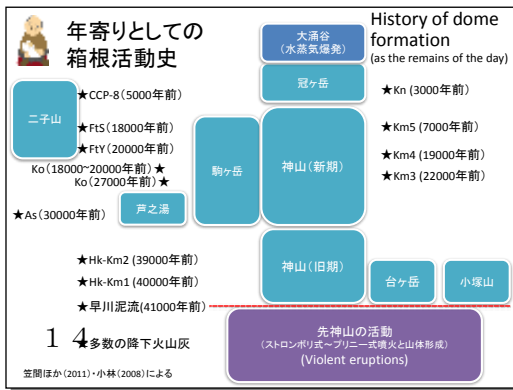 年寄りとしての
箱根活動史
History of dome
formation
(as the remains of the day)
大涌谷
(水蒸気爆発)
冠ヶ岳
★Kn (3000年前)
二子山
★CCP-8(5000年前)
★FtS(18000年前)
★FtY(20000年前)
Ko(18000~20000年前)★
Ko(27000年前)★
駒ヶ岳
神山(新期)
★Km5 (7000年前)
★Km4 (19000年前)
★Km3 (22000年前)
★As(30000年前)
芦之湯
★Hk-Km2 (39000年前)
★Hk-Km1 (40000年前)
★早川泥流(41000年前)
神山(旧期)
台ヶ岳
小塚山
14
★多数の降下火山灰
先神山の活動
(ストロンボリ式~プリニー式噴火と山体形成)
(Violent eruptions)
笠間ほか(2011)・小林(2008)による